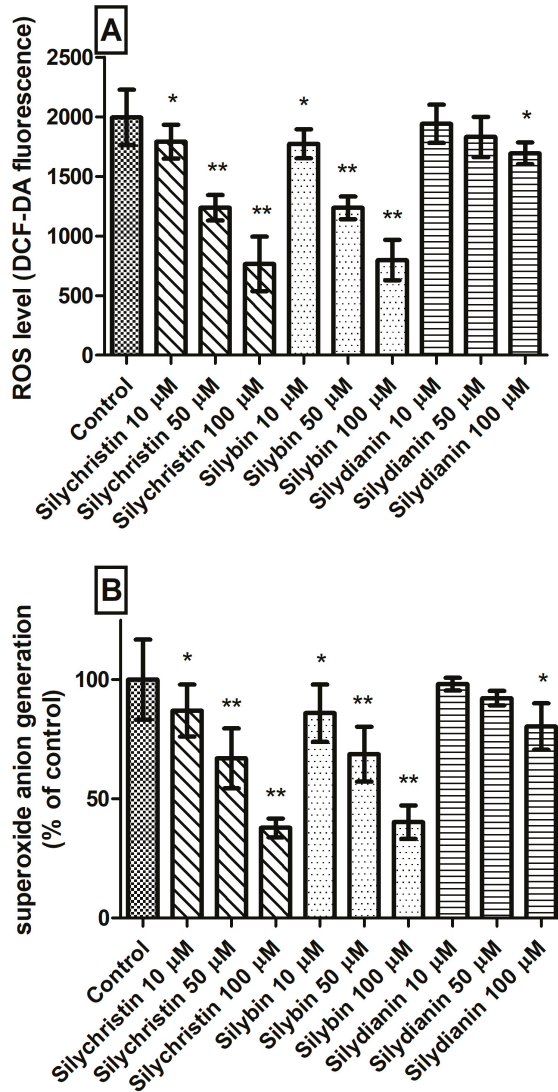 A
ROS level (DCF-DA fluorescence)
2500
2000
1500
1000
500
0
*
**
**
*
**
**
*
Control
Silychristin 10 μM
Silychristin 50 μM
Silychristin 100 μM
Silybin 10 μM
Silybin 50 μM
Silybin 100 μM
Silydianin 10 μM
Silydianin 50 μM
Silydianin 100 μM
B
superoxide anion generation
(% of control)
100
50
0
*
**
**
*
**
**
*
Control
Silychristin 10 μM
Silychristin 50 μM
Silychristin 100 μM
Silybin 10 μM
Silybin 50 μM
Silybin 100 μM
Silydianin 10 μM
Silydianin 50 μM
Silydianin 100 μM